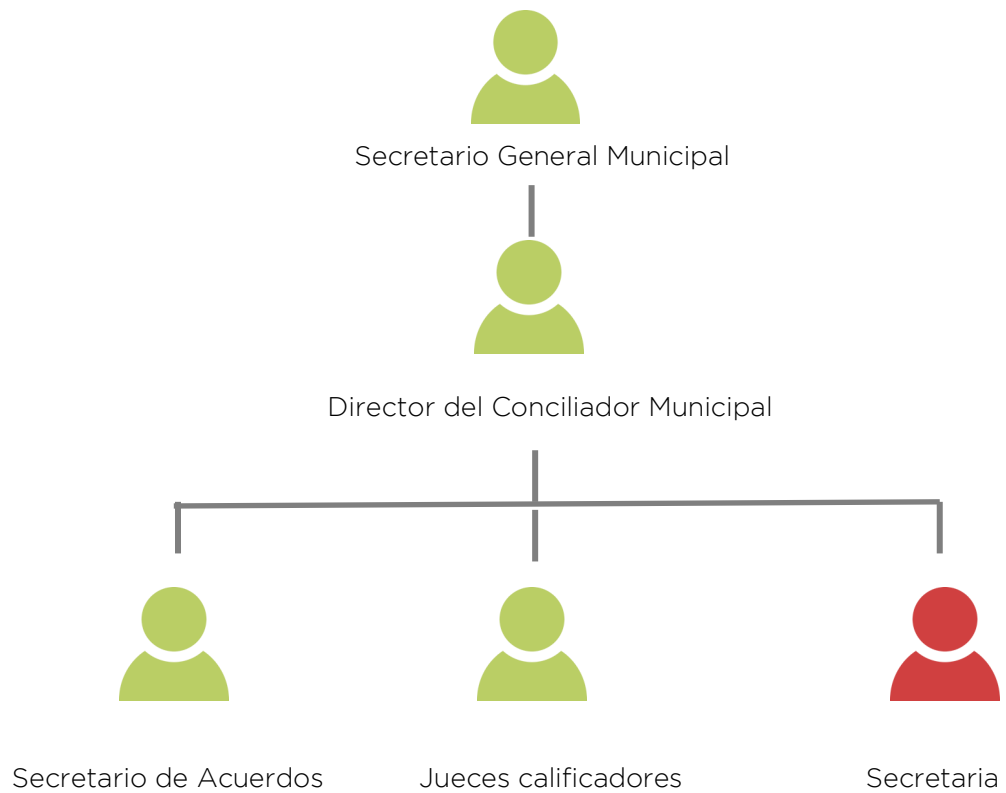 Secretario General Municipal
Director del Conciliador Municipal
Secretario de Acuerdos
Jueces calificadores
Secretaria